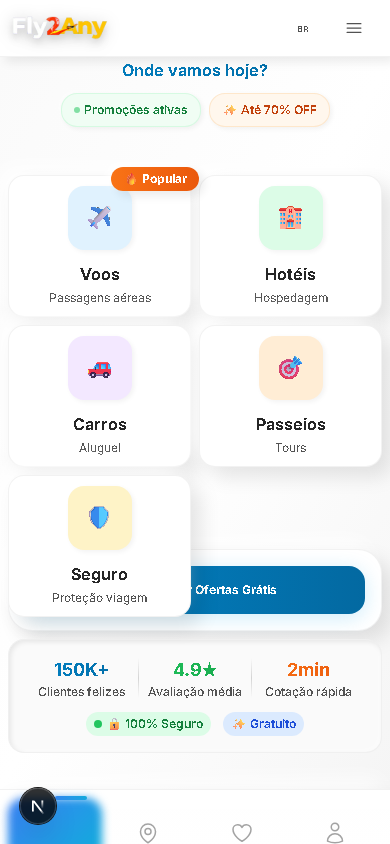 Fly2Any
BR
Onde vamos hoje?
Promoções ativas
Até 70% OFF
Popular
Voos
Passagens aéreas
Hotéis
Hospedagem
Carros
Aluguel
Passeios
Tours
Seguro
Proteção viagem
Ofertas Grátis
150K+
Clientes felizes
4.9★
Avaliação média
2min
Cotação rápida
100% Seguro
Gratuito
N